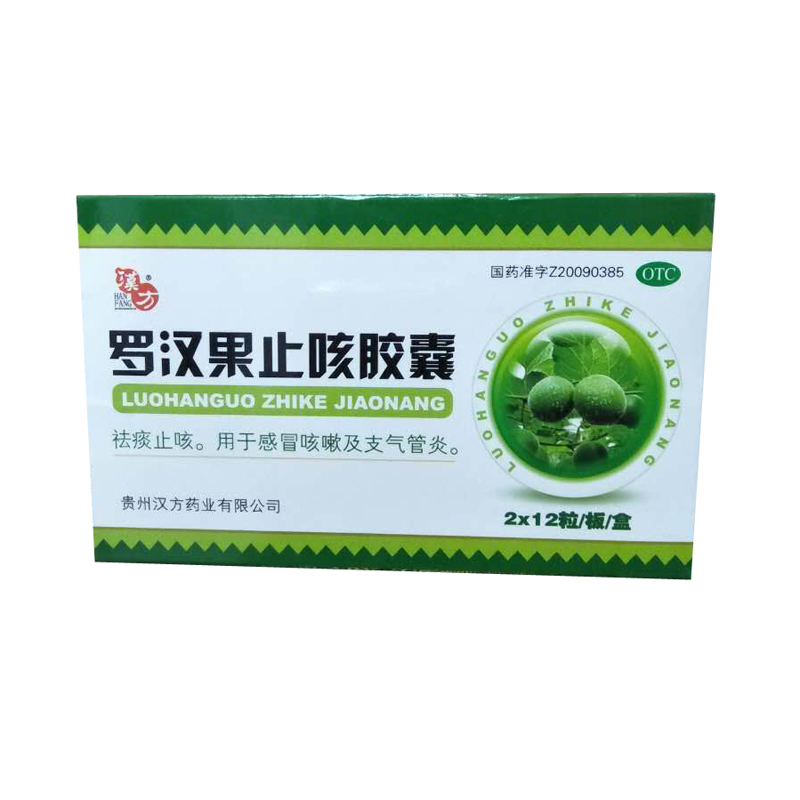 国药准字Z20090385 OTC
漢方®
HAN
FANG
罗汉果止咳胶囊
LUOHANGUO ZHIKE JIAONANG
祛痰止咳。用于感冒咳嗽及支气管炎。
贵州汉方药业有限公司
LUOHANGUO ZHIKE JIAONANG
2x12粒/板/盒